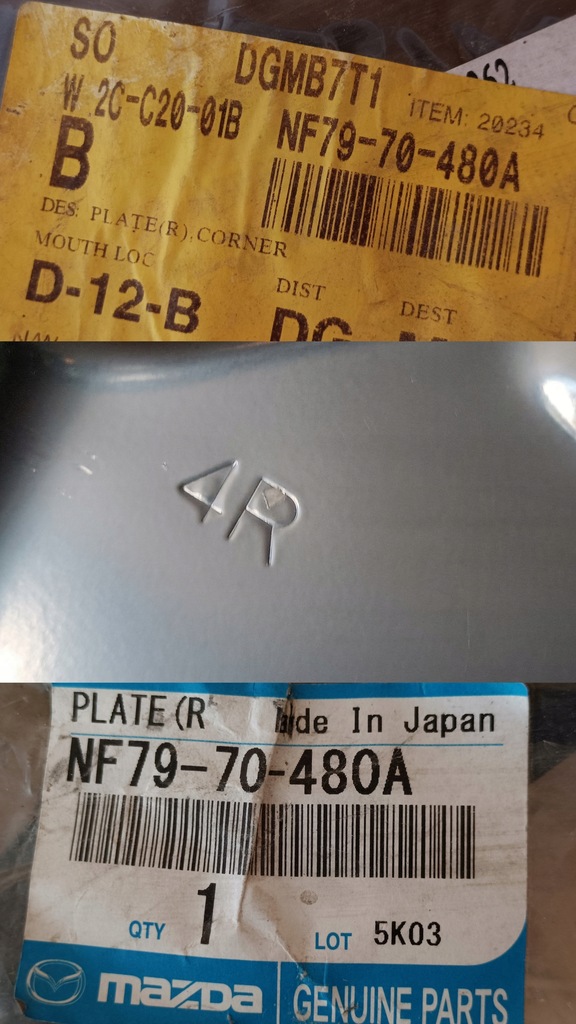 SO DGMB7T1
W 2C-C20-01B ITEM: 20234
B NF79-70-480A
DES: PLATE(R),CORNER
MOUTH LOC
D-12-B DIST DEST
DG
4R
PLATE(R In Japan
NF79-70-480A
QTY 1 LOT 5K03
mazda GENUINE PARTS